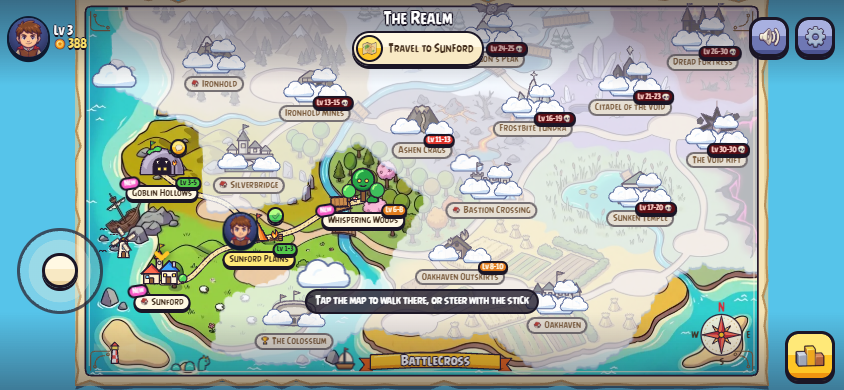 The Realm
Lv 3
388
Travel to Sunford
Lv 24-25
Lv 26-30
Dread Fortress
Ironhold
Lv 13-15
Ironhold Mines
Lv 21-23
Citadel of the Void
Lv 16-19
Frostbite Tundra
Lv 11-13
Ashen Crags
Lv 30-30
The Void Rift
NEW
Lv 3-5
Goblin Hollows
Silverbridge
NEW
Lv 6-8
Whispering Woods
Bastion Crossing
Lv 17-20
Sunken Temple
Lv 1-3
Sunford Plains
Lv 8-10
Oakhaven Outskirts
NEW
Sunford
Tap the map to walk there, or steer with the stick
The Colosseum
Oakhaven
N
W
E
S
Battlecross